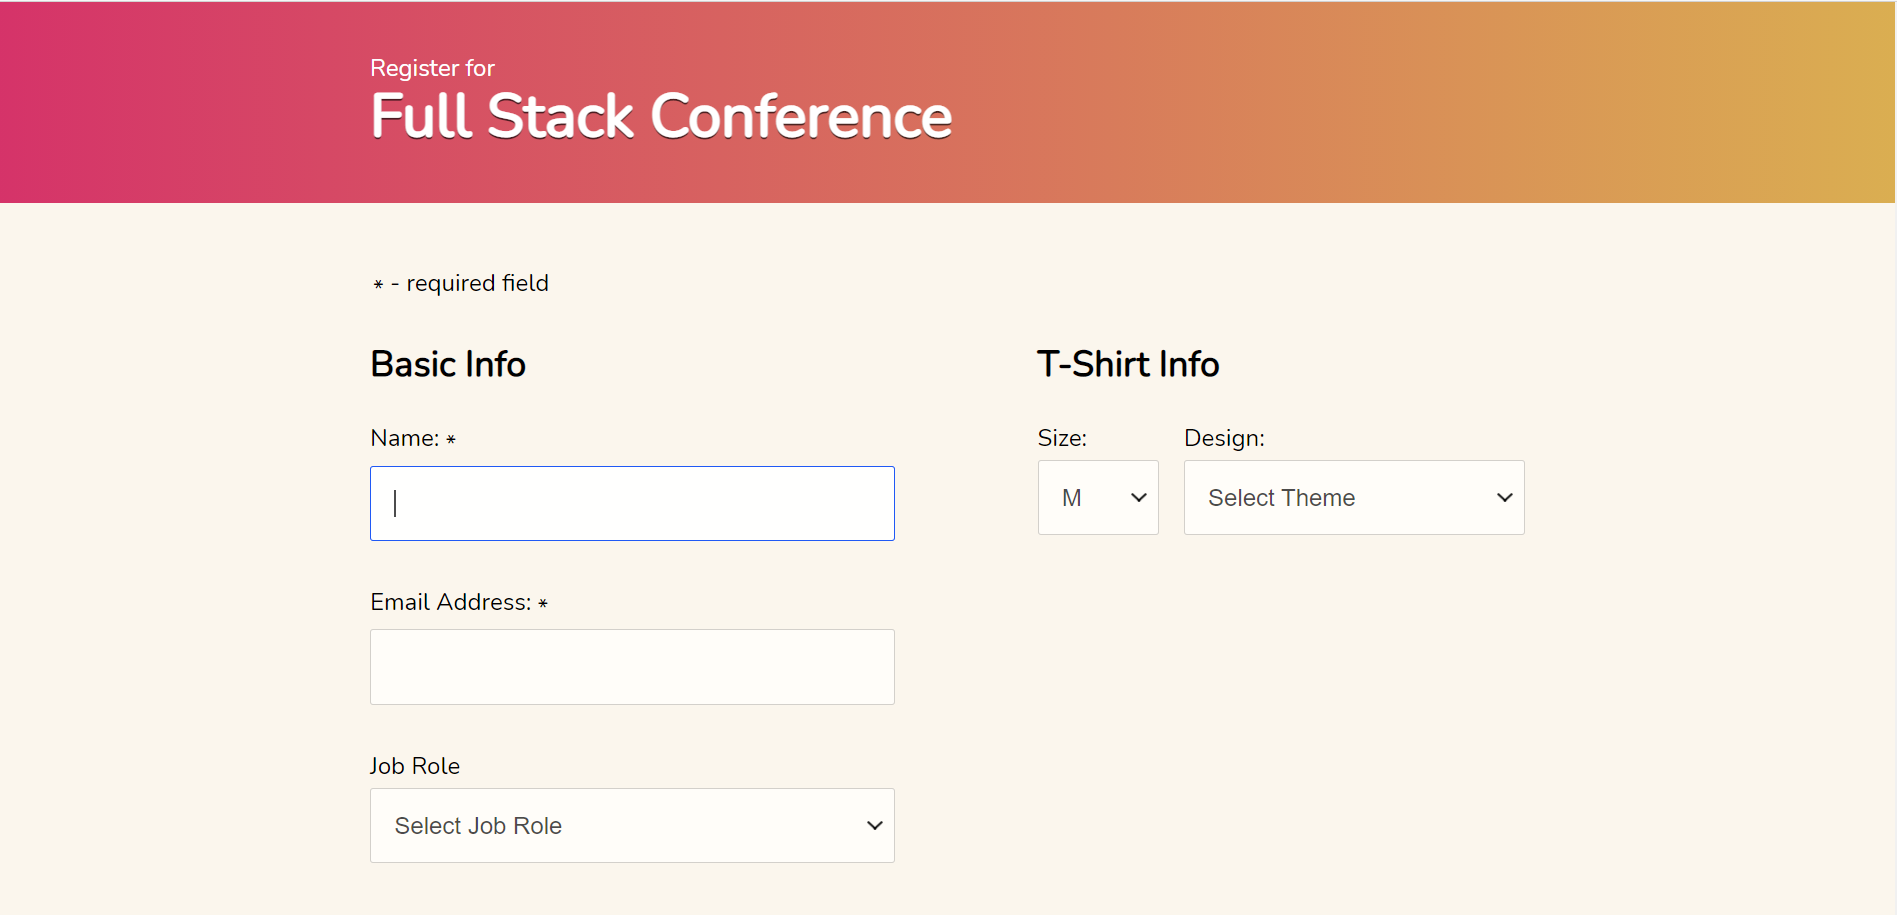 Register for
Full Stack Conference
* - required field
Basic Info
Name: *
Email Address: *
Job Role
Select Job Role
T-Shirt Info
Size:
M
Design:
Select Theme